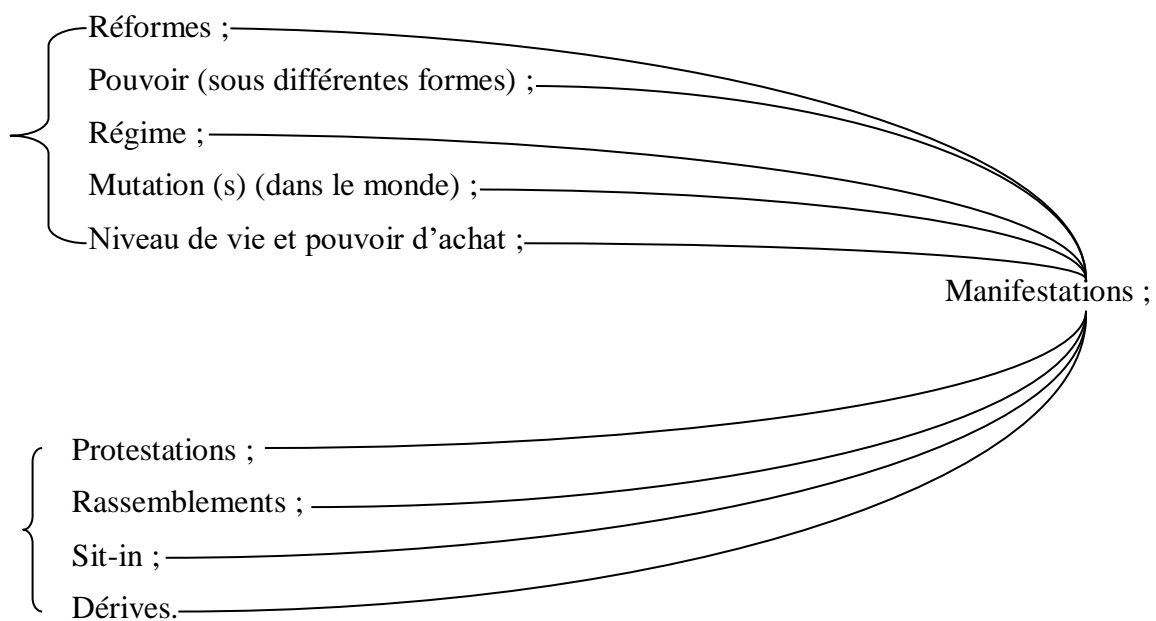 Réformes ;
Pouvoir (sous différentes formes) ;
Régime ;
Mutation (s) (dans le monde) ;
Niveau de vie et pouvoir d’achat ;
Manifestations ;
Protestations ;
Rassemblements ;
Sit-in ;
Dérives.